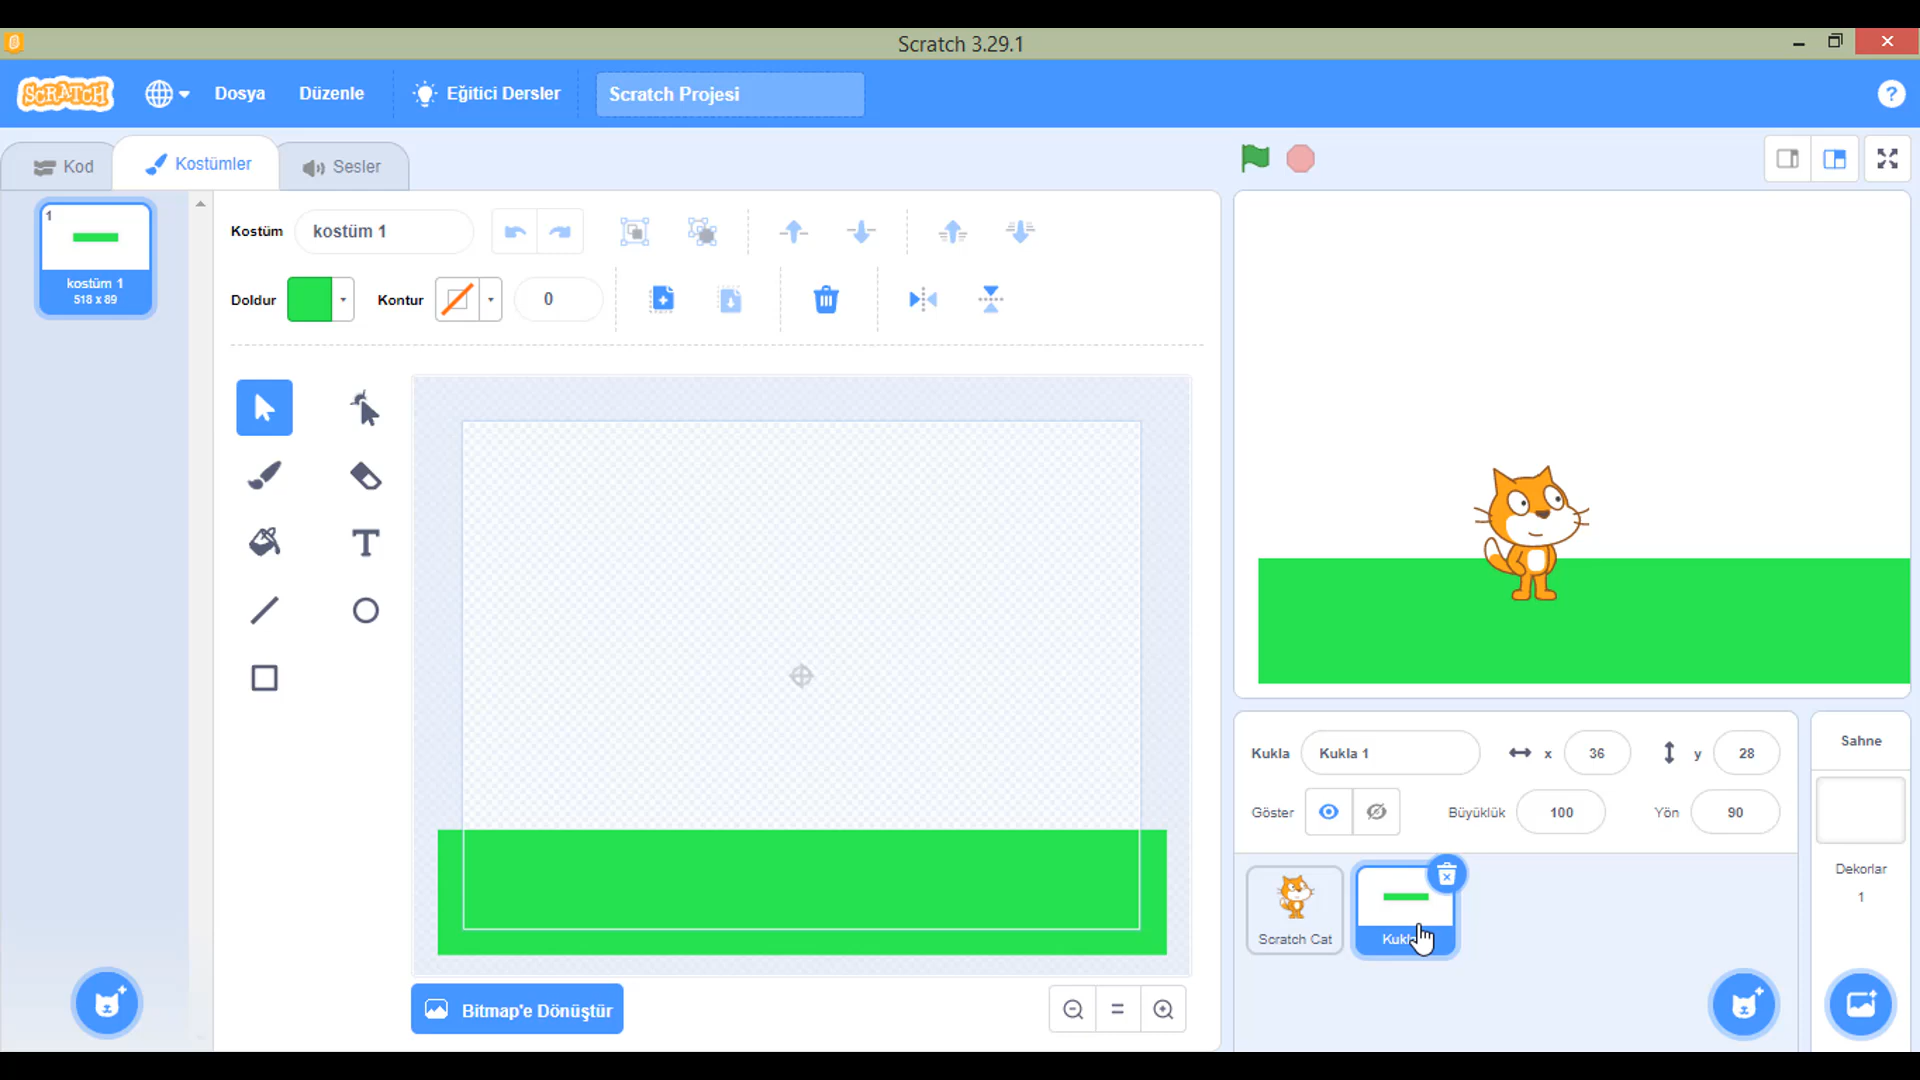 Scratch 3.29.1
SCRATCH
Dosya
Düzenle
Eğitici Dersler
Scratch Projesi
?
Kod
Kostümler
Sesler
1
kostüm 1
518 x 89
Kostüm
kostüm 1
Doldur
Kontur
0
T
Bitmap'e Dönüştür
Kukla
Kukla 1
x
36
y
28
Göster
Büyüklük
100
Yön
90
Scratch Cat
Sahne
Dekorlar
1